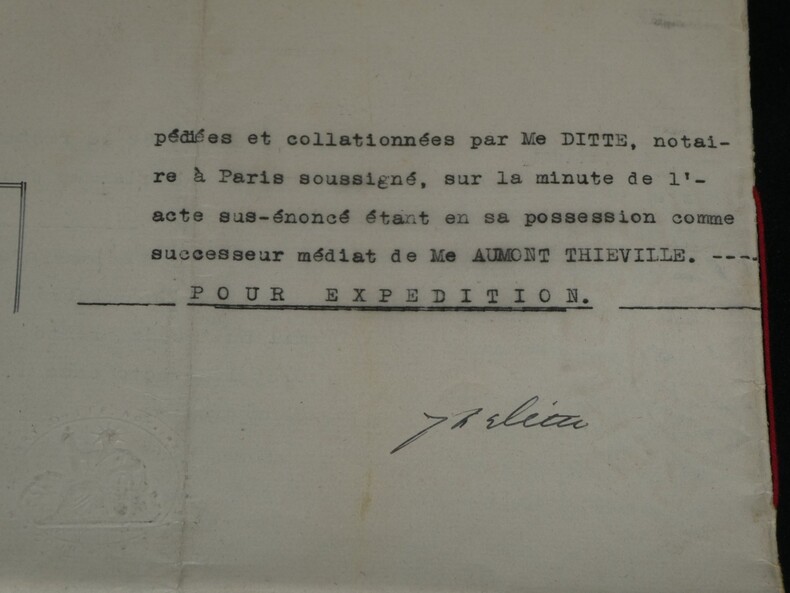 pédiées et collationnées par Me DITTE, notai-
re à Paris soussigné, sur la minute de l'-
acte sus-énoncé étant en sa possession comme
successeur médiat de Me AUMONT THIEVILLE. ----
POUR EXPEDITION.